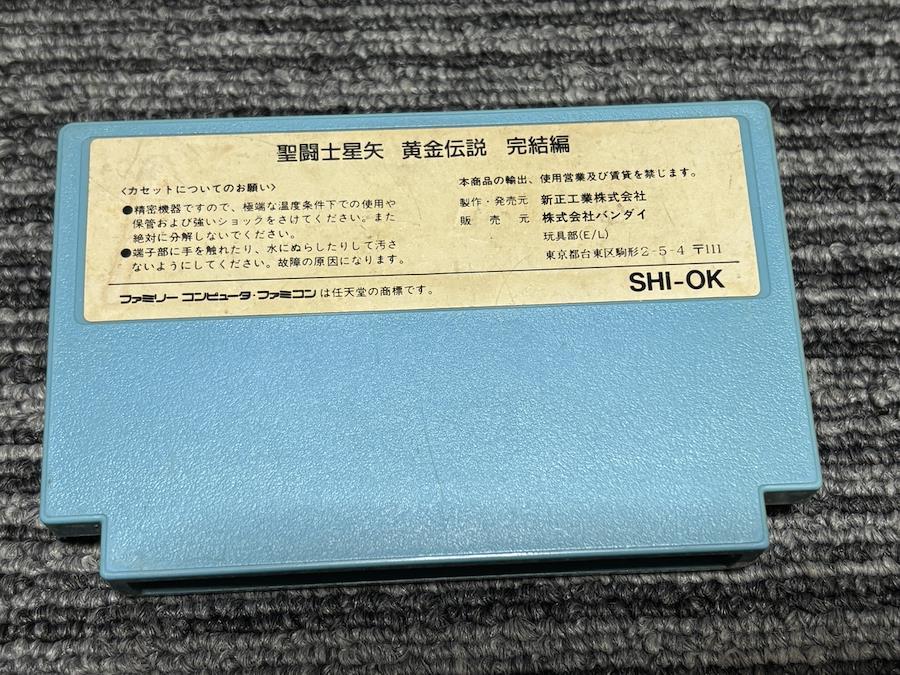 聖闘士星矢 黄金伝説 完結編
〈カセットについてのお願い〉
●精密機器ですので、極端な温度条件下での使用や
保管および強いショックをさけてください。また
絶対に分解しないでください。
●端子部に手を触れたり、水にぬらしたりして汚さ
ないようにしてください。故障の原因になります。
本商品の輸出、使用営業及び賃貸を禁じます。
製作・発売元 新正工業株式会社
販売元 株式会社バンダイ
玩具部(E/L)
東京都台東区駒形2-5-4 〒111
ファミリーコンピュータ・ファミコンは任天堂の商標です。
SHI-OK